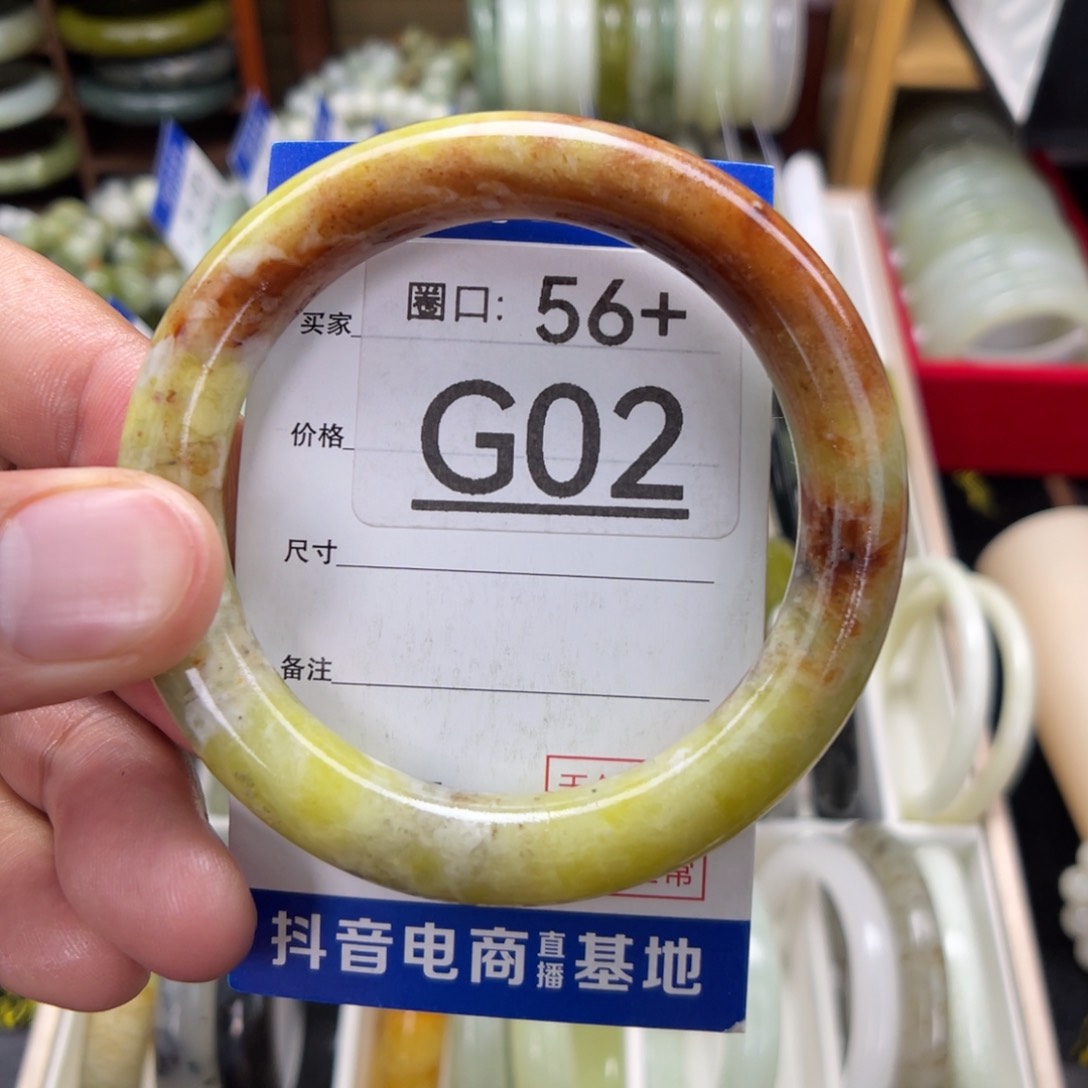 圈口: 56+
买家
G02
价格
尺寸
备注
抖音电商直播基地